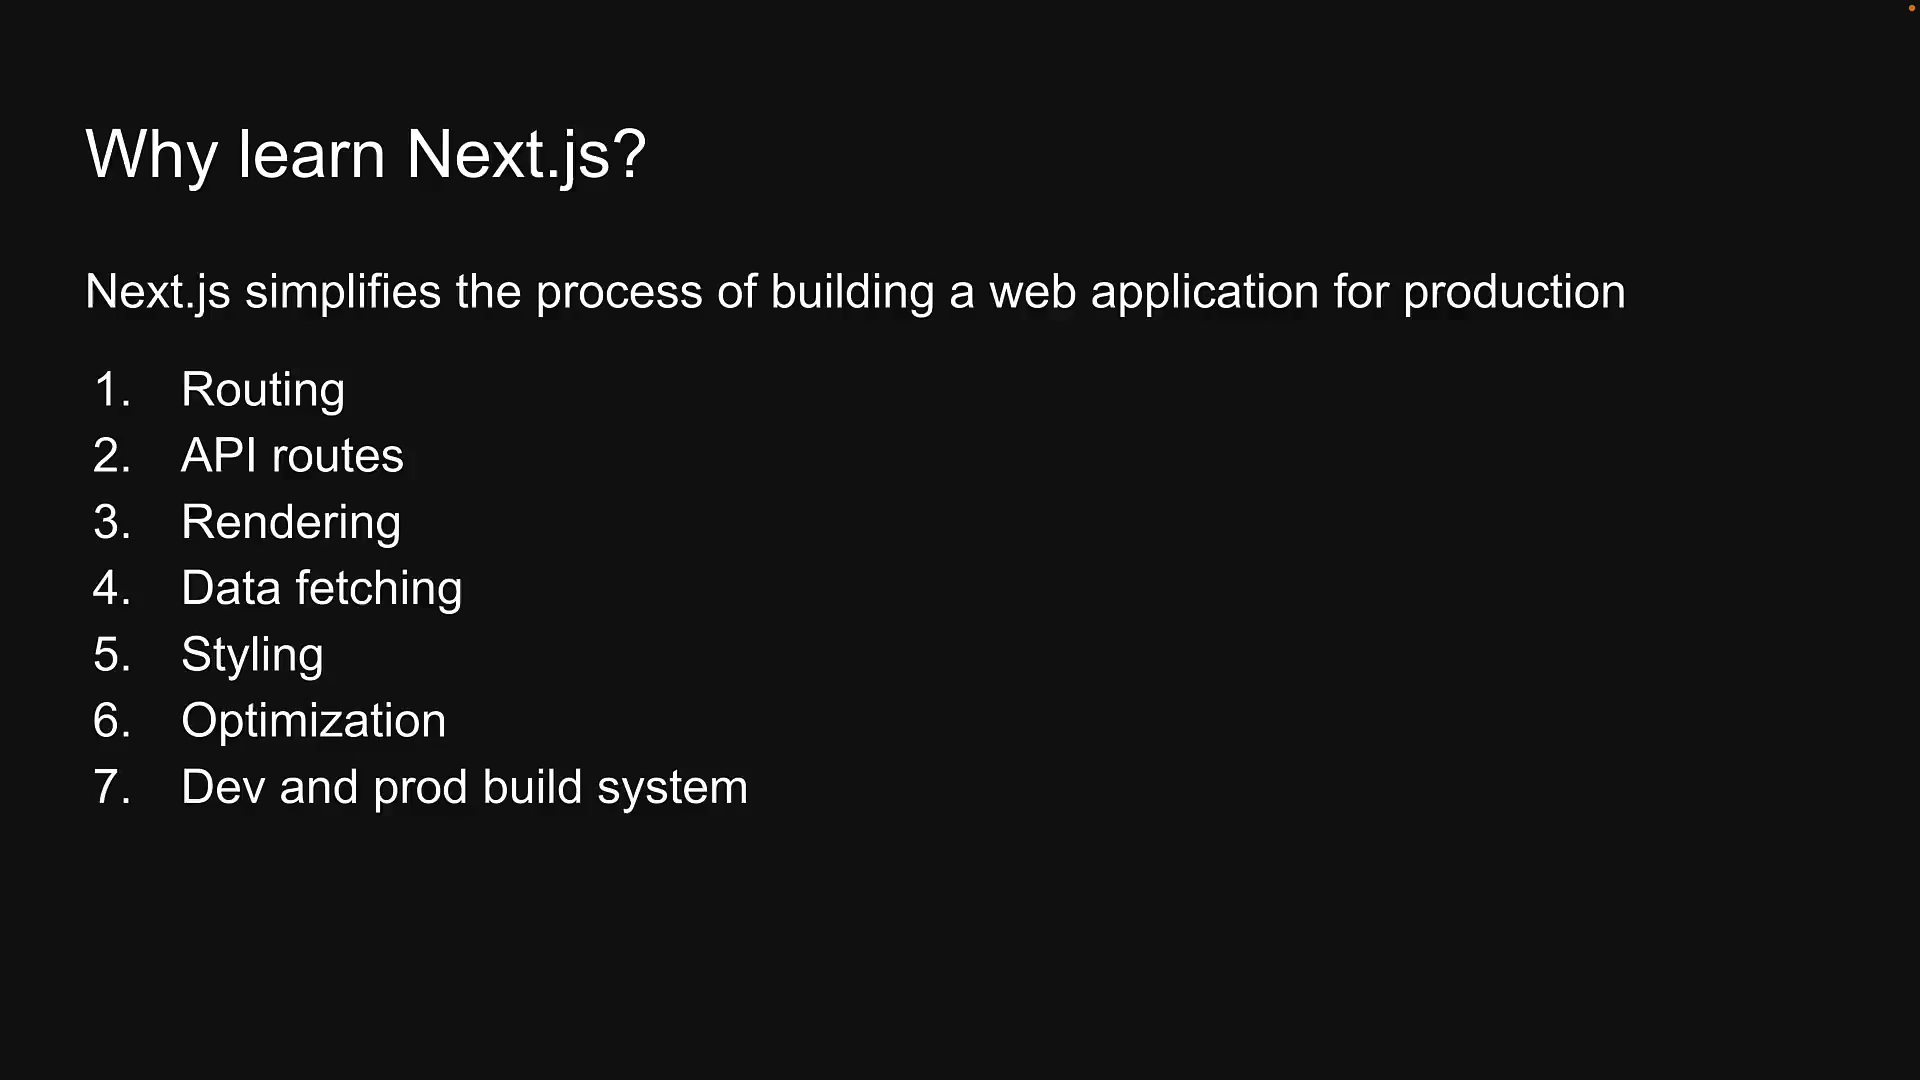 Why learn Next.js?
Next.js simplifies the process of building a web application for production
1. Routing
2. API routes
3. Rendering
4. Data fetching
5. Styling
6. Optimization
7. Dev and prod build system